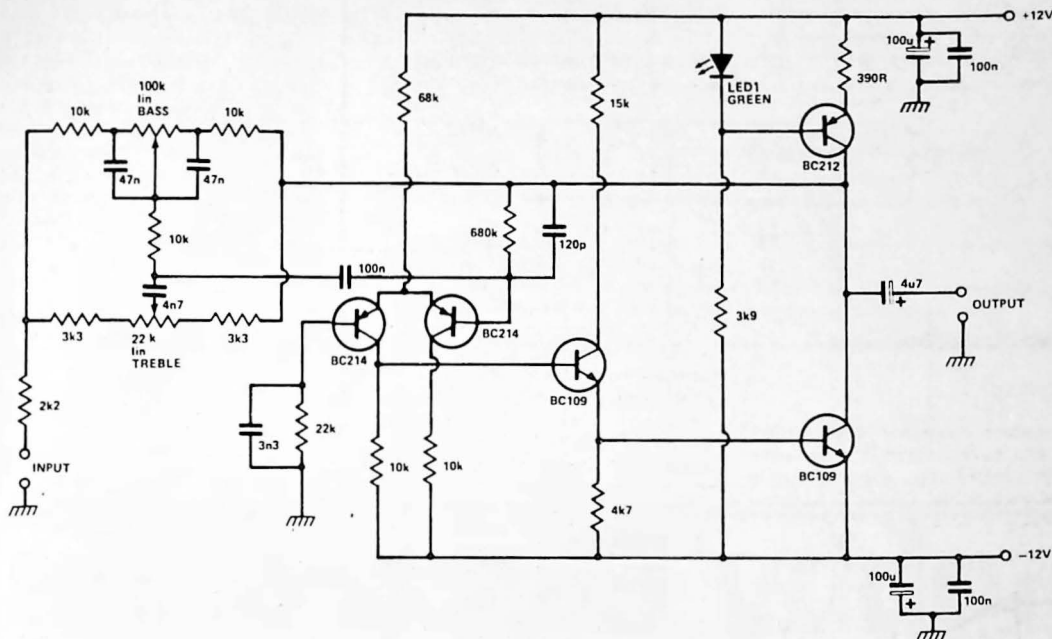 +12V
100u
+
100n
390R
LED1
GREEN
BC212
10k
100k
lin
BASS
10k
47n
47n
10k
4n7
3k3
22k
lin
TREBLE
3k3
2k2
INPUT
68k
15k
680k
120p
100n
BC214
BC214
3n3
22k
10k
10k
BC109
4k7
3k9
4u7
+
OUTPUT
BC109
-12V
100u
+
100n